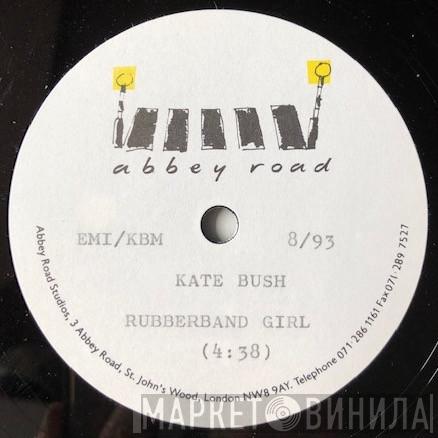 abbey road
EMI/KBM 8/93
KATE BUSH
RUBBERBAND GIRL
(4:38)
Abbey Road Studios, 3 Abbey Road, St. John's Wood, London NW8 9AY. Telephone 071·286 1161 Fax 071·289 7527
МАРКЕТ ВИНИЛА